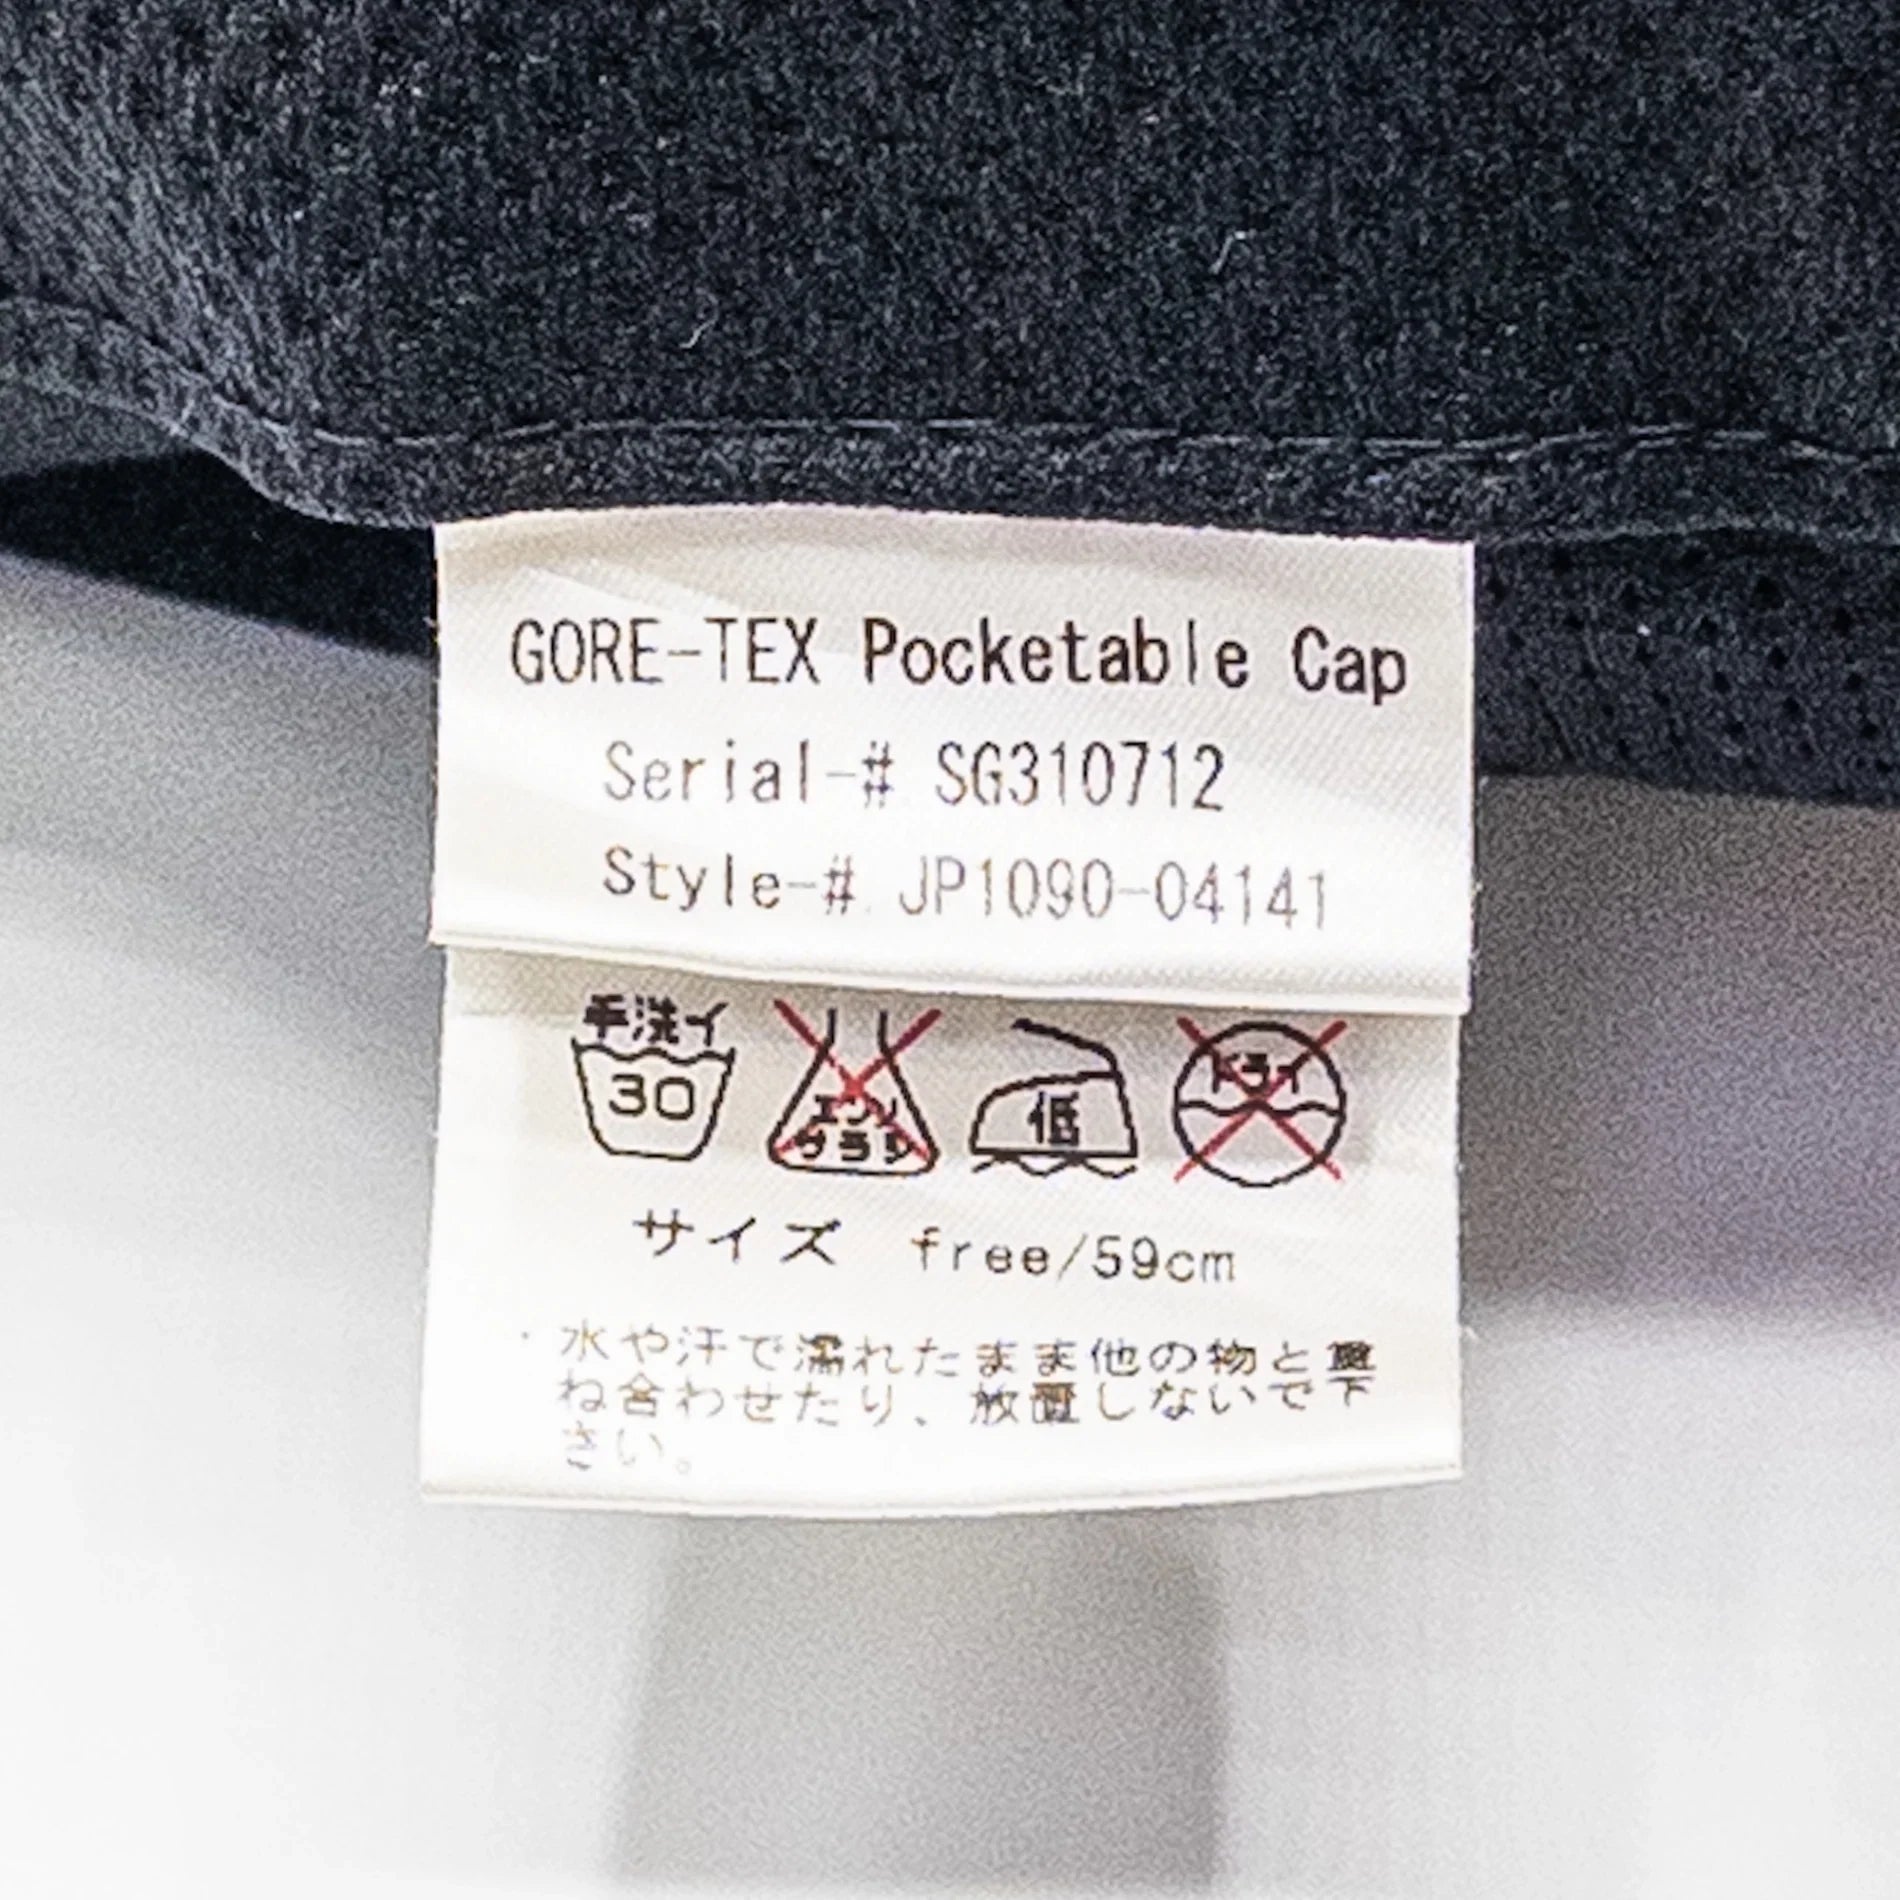 GORE-TEX Pocketable Cap
Serial-# SG310712
Style-# JP1090-04141
手洗イ
30
エンソ
サラシ
低
ドライ
サイズ free/59cm
・水や汗で濡れたまま他の物と重
ね合わせたり、放置しないで下
さい。